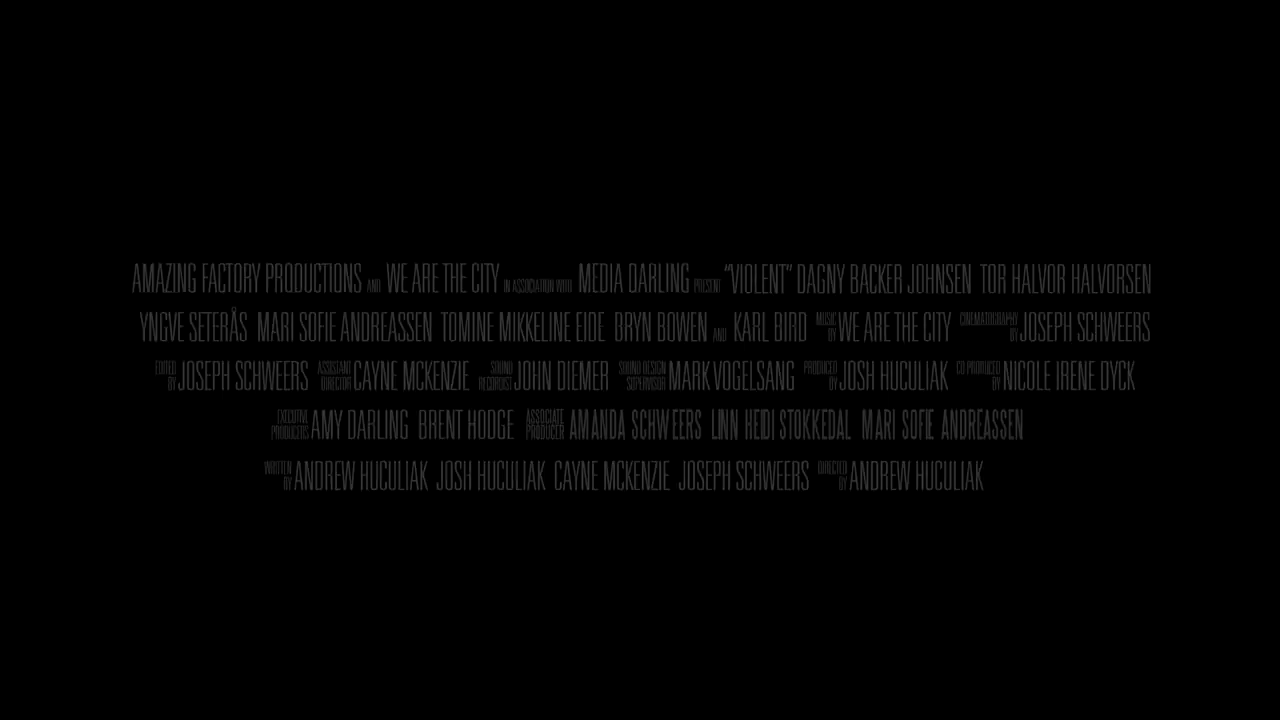 AMAZING FACTORY PRODUCTIONS AND WE ARE THE CITY IN ASSOCIATION WITH MEDIA DARLING PRESENT "VIOLENT" DAGNY BACKER JOHNSEN TOR HALVOR HALVORSEN
YNGVE SETERÅS MARI SOFIE ANDREASSEN TOMINE MIKKELINE EIDE BRYN BOWEN AND KARL BIRD MUSIC BY WE ARE THE CITY CINEMATOGRAPHY BY JOSEPH SCHWEERS
EDITED BY JOSEPH SCHWEERS ASSISTANT DIRECTOR CAYNE MCKENZIE SOUND RECORDIST JOHN DIEMER SOUND DESIGN SUPERVISOR MARK VOGELSANG PRODUCED BY JOSH HUCULIAK CO PRODUCED BY NICOLE IRENE DYCK
EXECUTIVE PRODUCERS AMY DARLING BRENT HODGE ASSOCIATE PRODUCER AMANDA SCHWEERS LINN HEIDI STOKKEDAL MARI SOFIE ANDREASSEN
WRITTEN BY ANDREW HUCULIAK JOSH HUCULIAK CAYNE MCKENZIE JOSEPH SCHWEERS DIRECTED BY ANDREW HUCULIAK